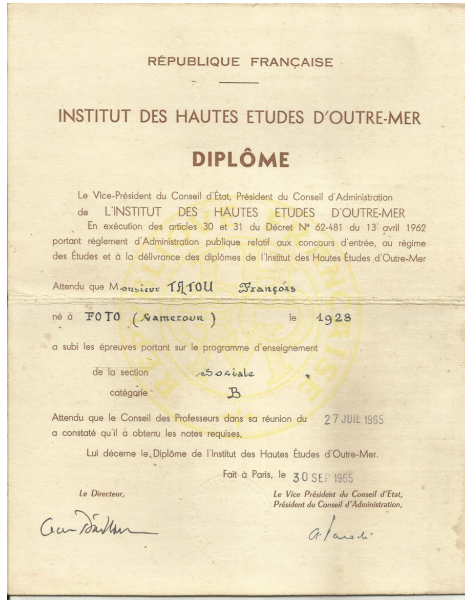 RÉPUBLIQUE FRANÇAISE
INSTITUT DES HAUTES ETUDES D'OUTRE-MER
DIPLÔME
Le Vice-Président du Conseil d'État, Président du Conseil d'Administration
de L'INSTITUT DES HAUTES ETUDES D'OUTRE-MER
En exécution des articles 30 et 31 du Décret N° 62-481 du 13 avril 1962
portant règlement d'Administration publique relatif aux concours d'entrée, au régime
des Études et à la délivrance des diplômes de l'Institut des Hautes Études d'Outre-Mer
Attendu que Monsieur TATOU François
né à FOTO (Cameroun) le 1928
a subi les épreuves portant sur le programme d'enseignement
de la section Sociale
catégorie B
Attendu que le Conseil des Professeurs dans sa réunion du 27 JUIL 1965
a constaté qu'il a obtenu les notes requises,
Lui décerne le Diplôme de l'Institut des Hautes Études d'Outre-Mer.
Fait à Paris, le 30 SEP 1965
Le Directeur,
Le Vice Président du Conseil d'Etat,
Président du Conseil d'Administration,